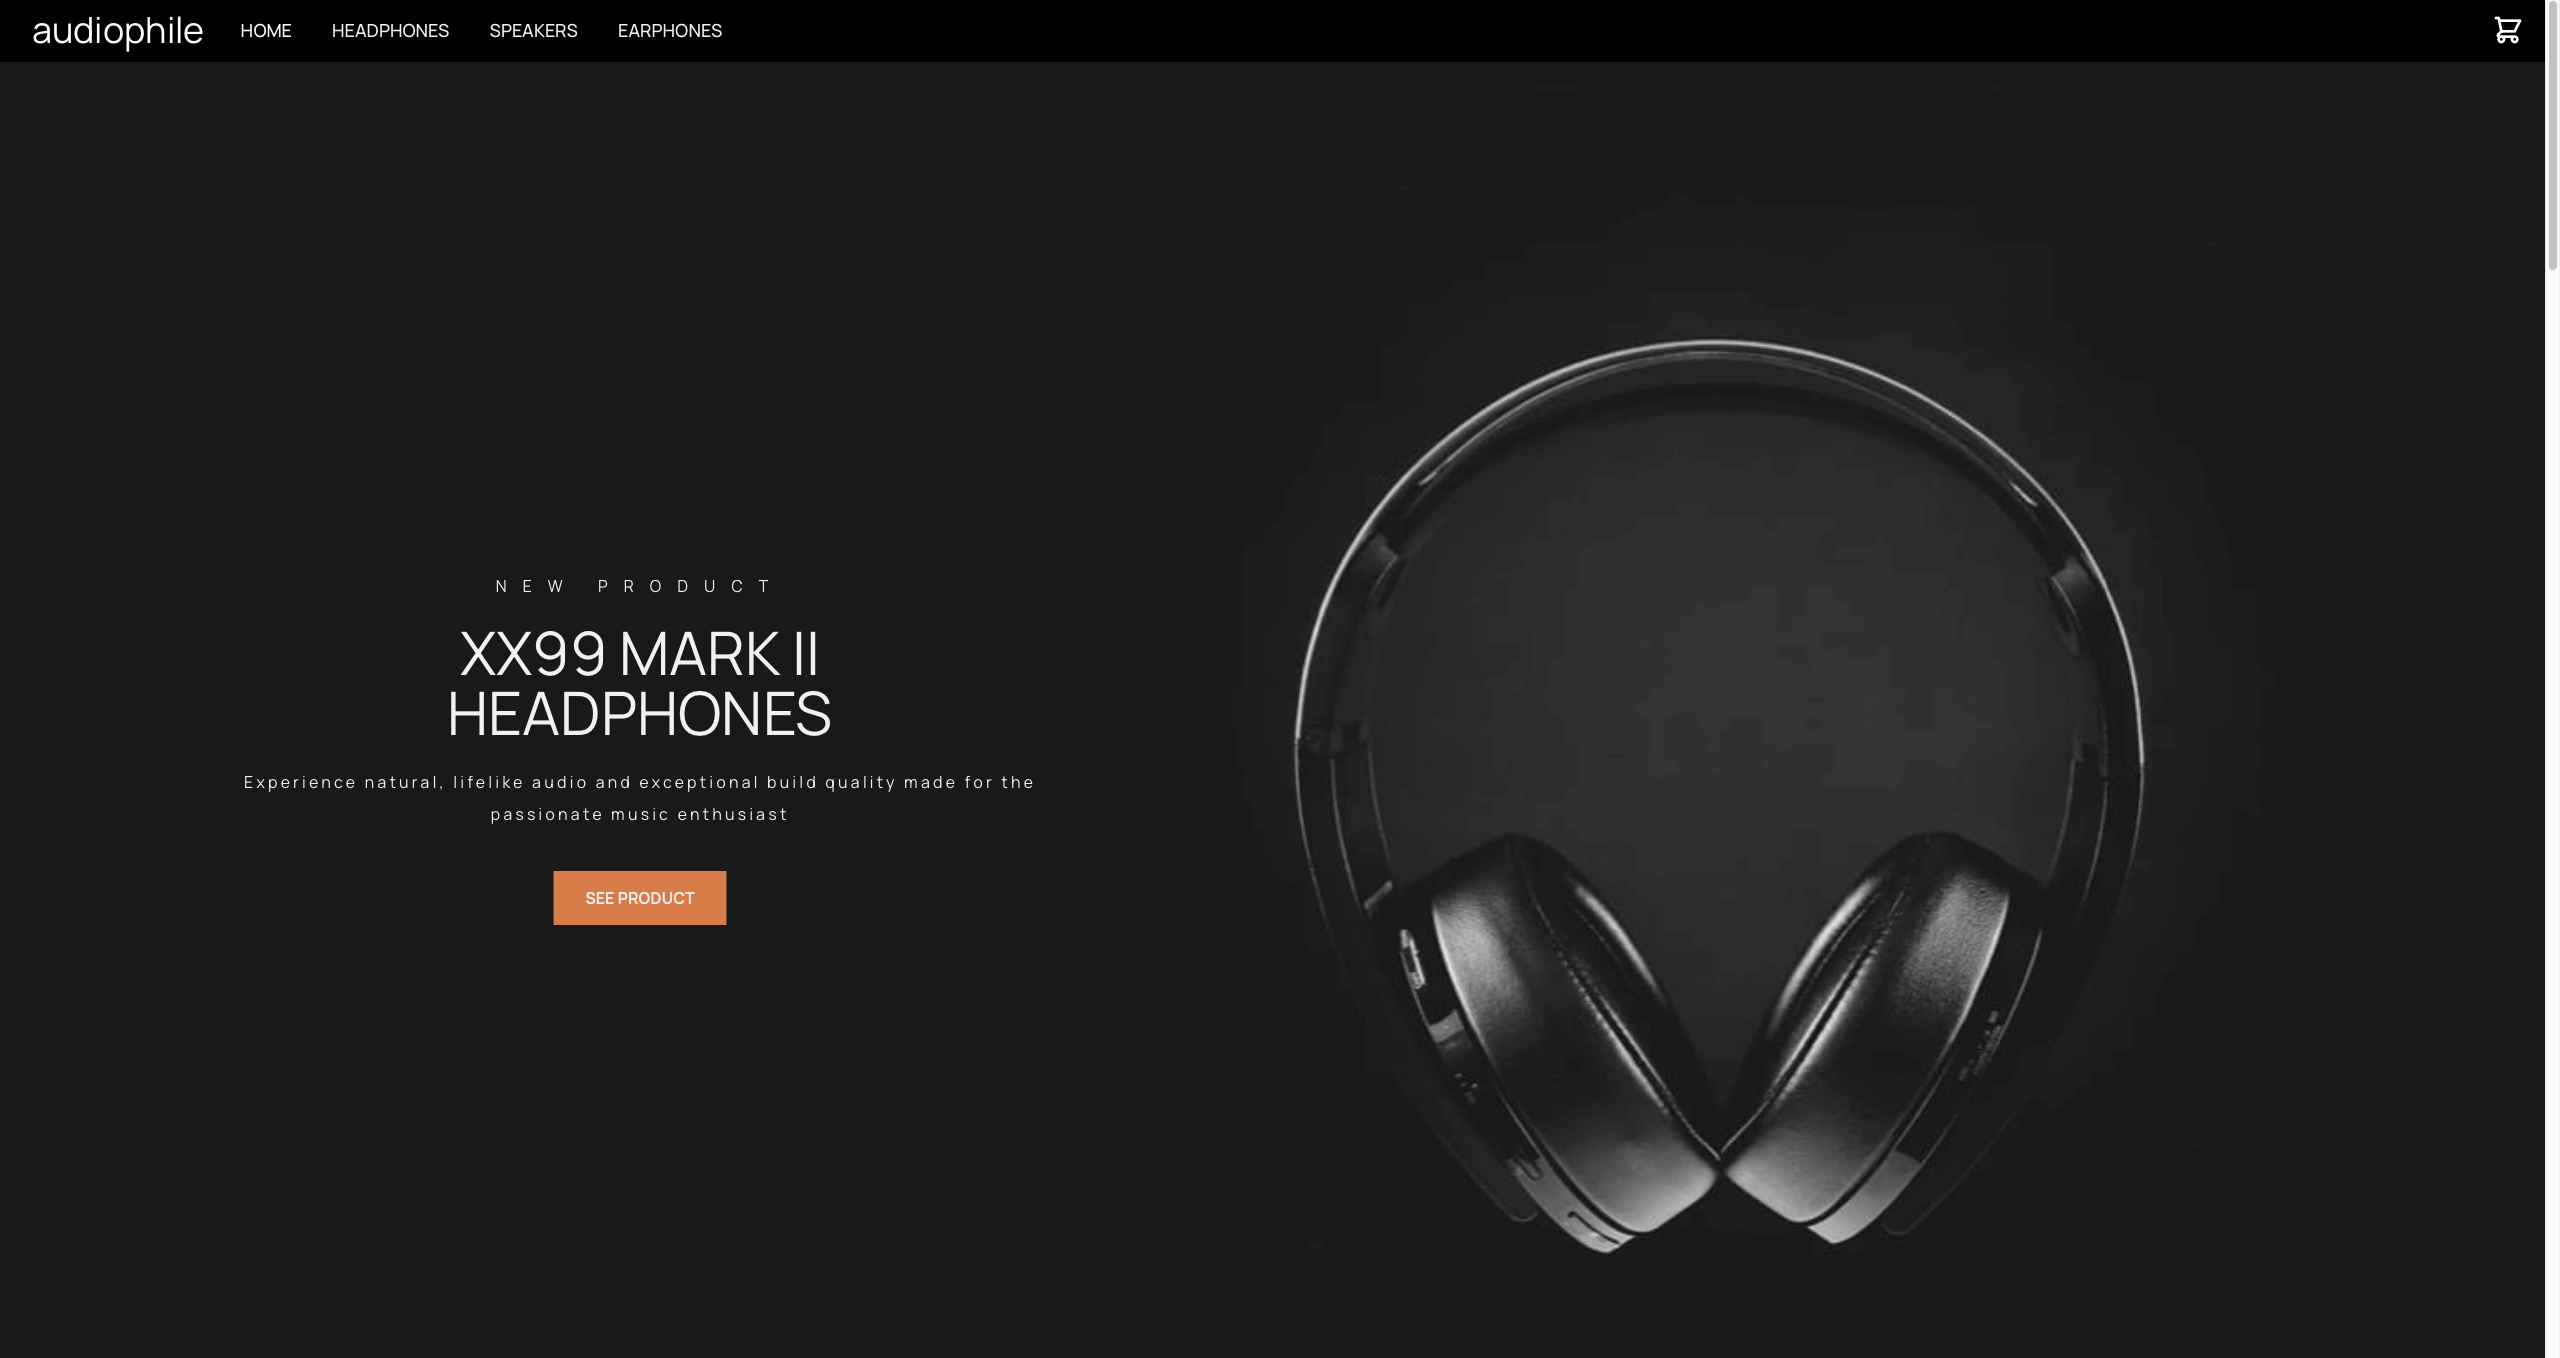 audiophile HOME HEADPHONES SPEAKERS EARPHONES
NEW PRODUCT
XX99 MARK II
HEADPHONES
Experience natural, lifelike audio and exceptional build quality made for the
passionate music enthusiast
SEE PRODUCT